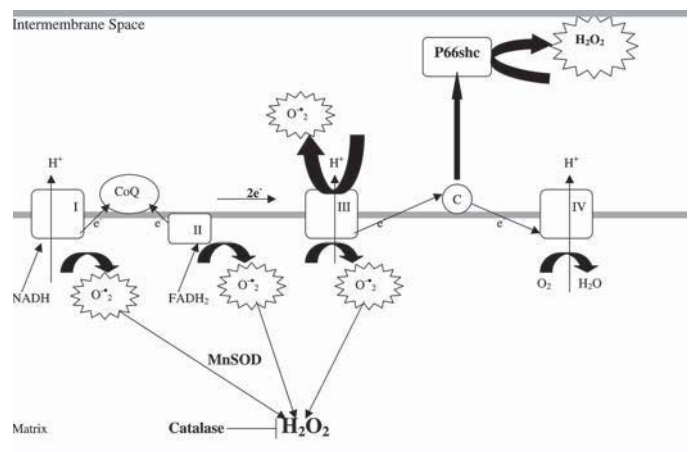 Intermembrane Space
P66shc
H₂O₂
O⁻•₂
H⁺
H⁺
H⁺
CoQ
2e⁻
I
III
C
IV
e⁻
e⁻
II
e⁻
e⁻
NADH
O⁻•₂
FADH₂
O⁻•₂
O⁻•₂
O₂
H₂O
MnSOD
Matrix
Catalase
H₂O₂